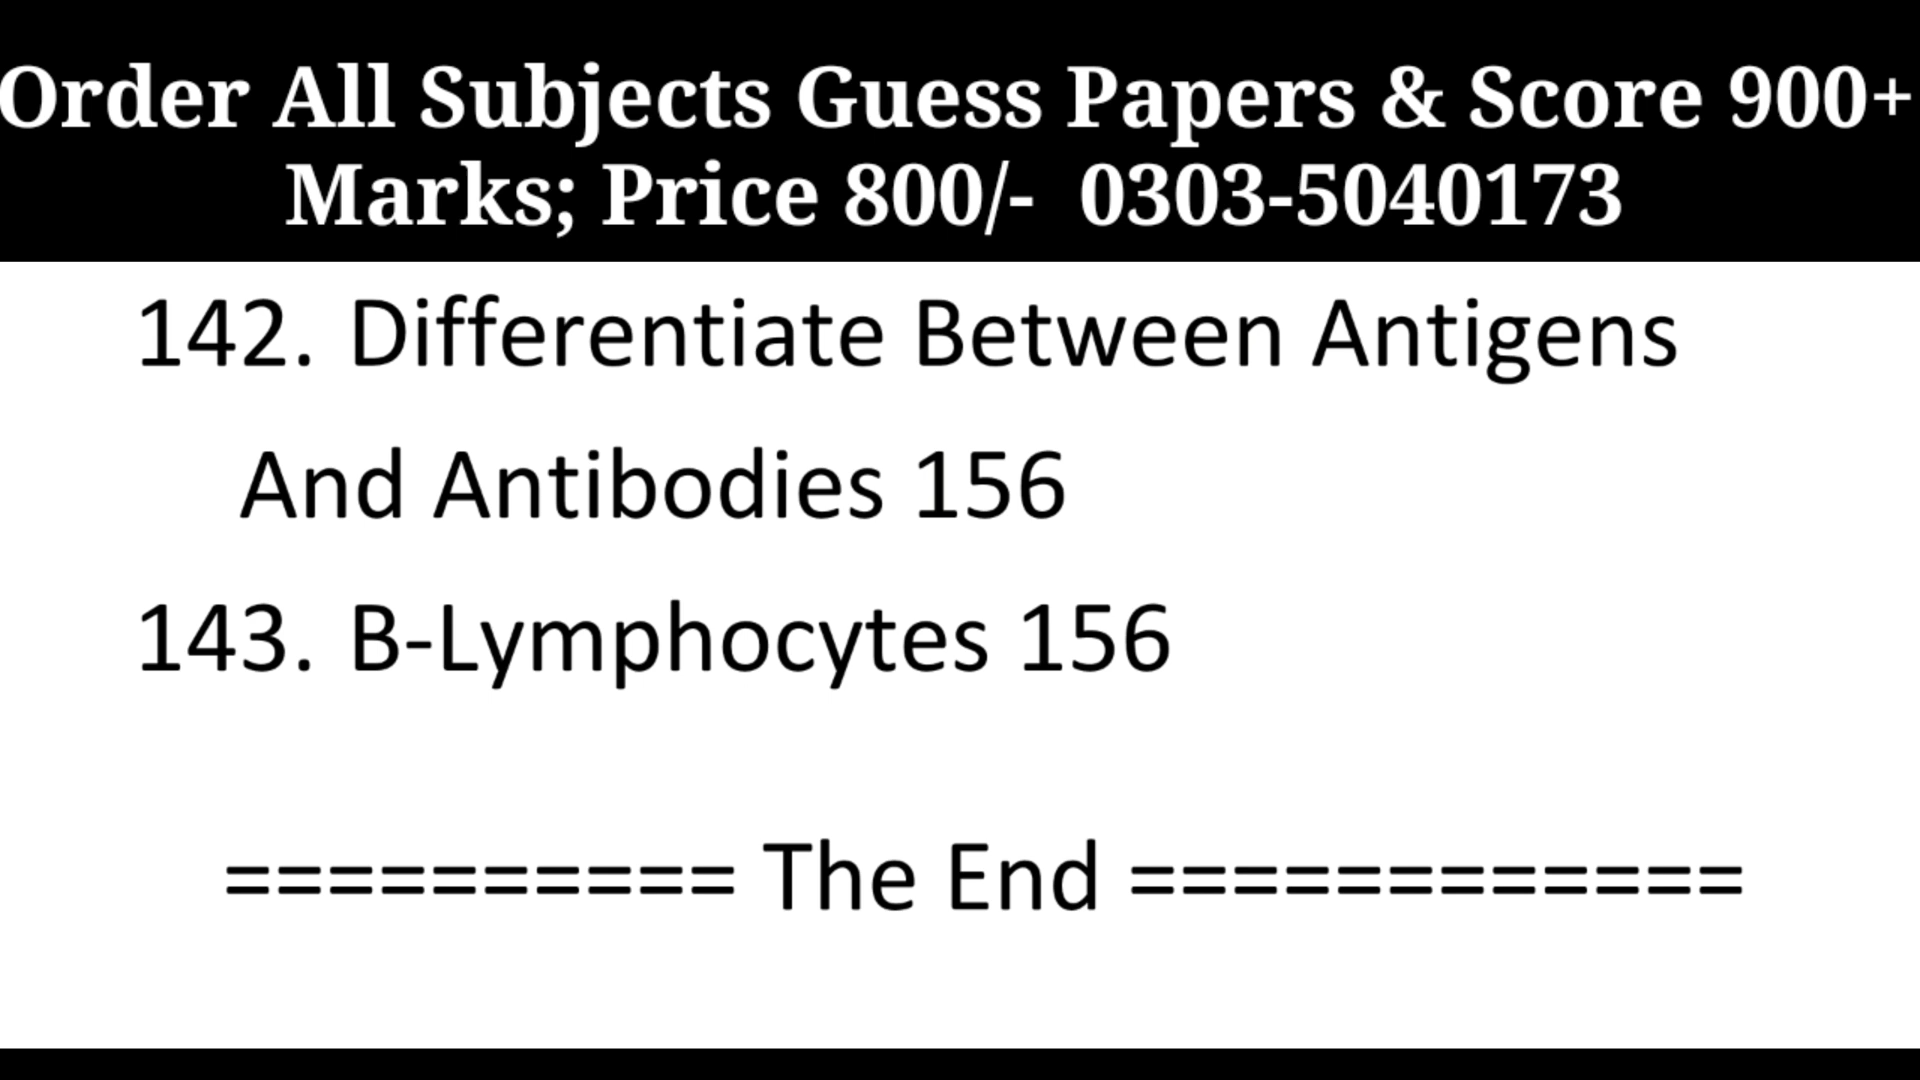 Order All Subjects Guess Papers & Score 900+
Marks; Price 800/- 0303-5040173
142. Differentiate Between Antigens
And Antibodies 156
143. B-Lymphocytes 156
========== The End ============